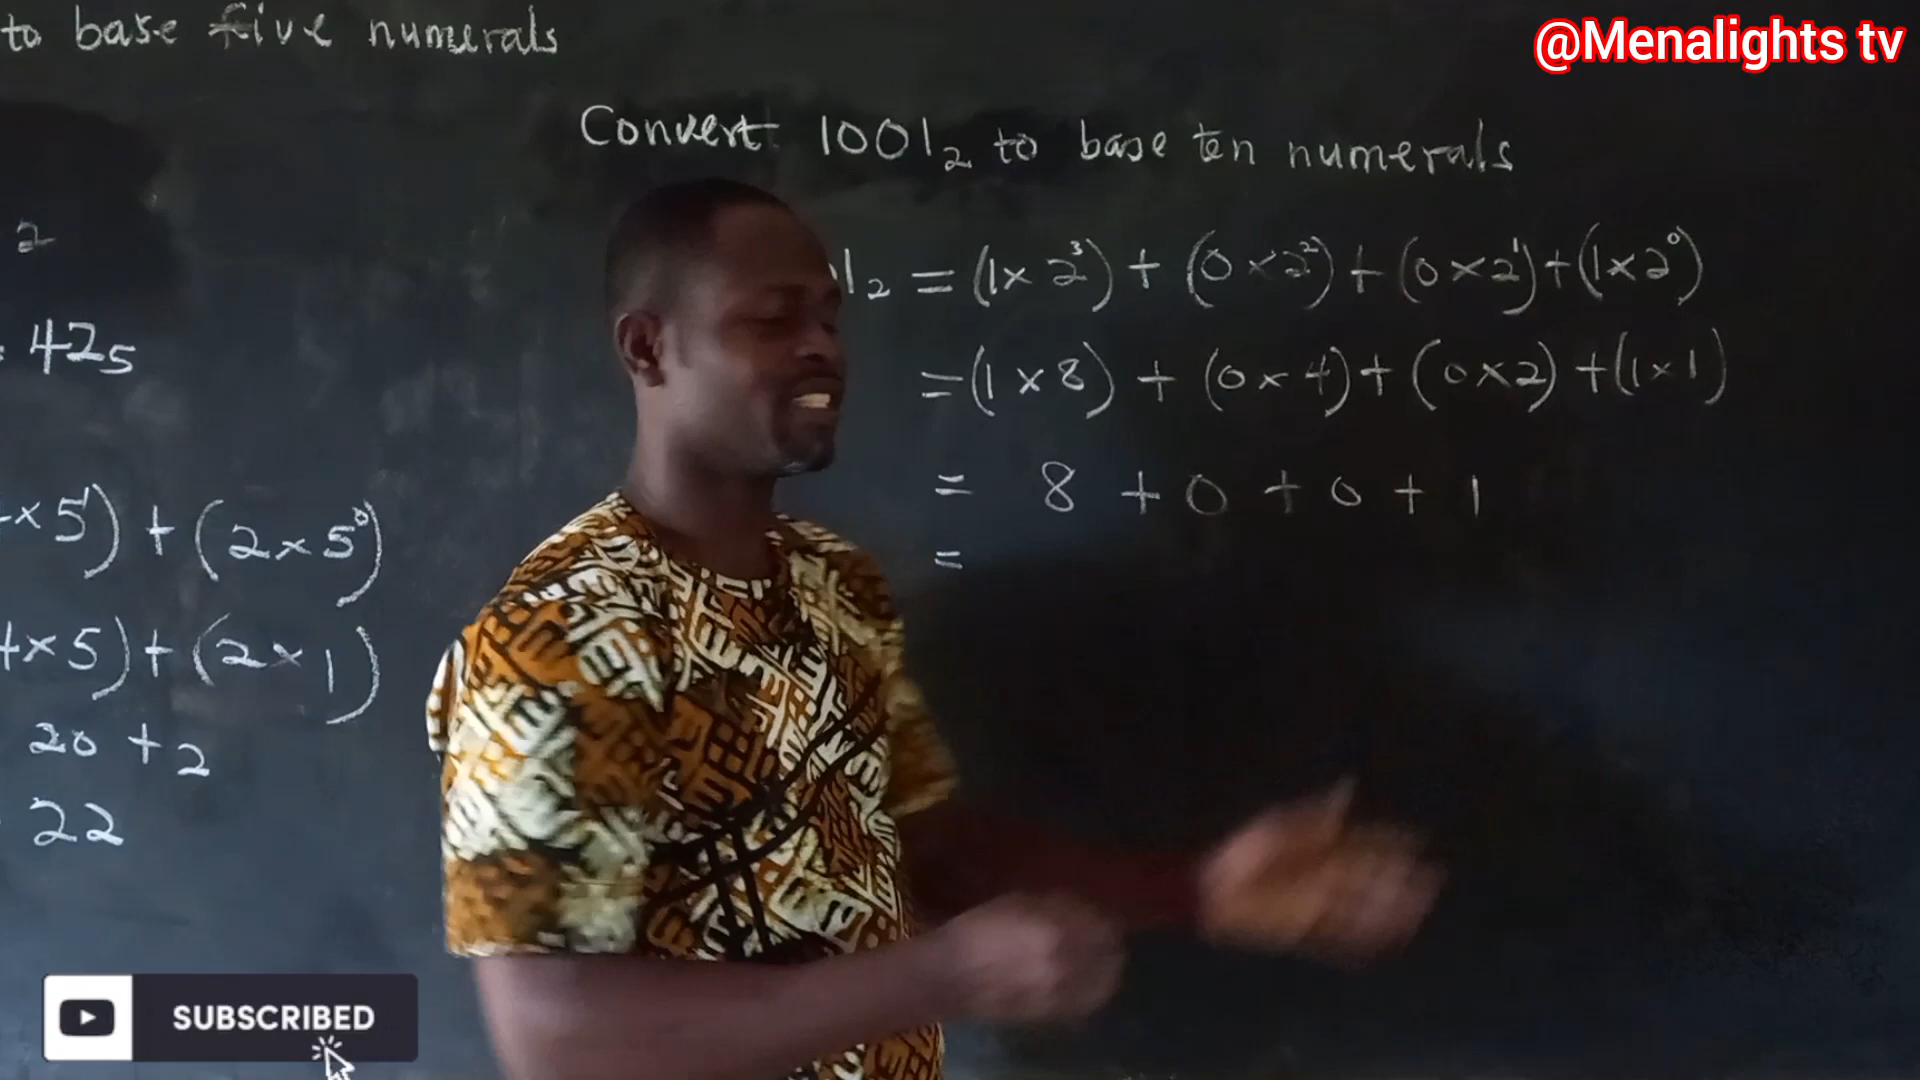 to base five numerals
@Menalights tv
Convert 1001₂ to base ten numerals
2
42₅
1₂ = (1 × 2³) + (0 × 2²) + (0 × 2¹) + (1 × 2⁰)
= (1 × 8) + (0 × 4) + (0 × 2) + (1 × 1)
= 8 + 0 + 0 + 1
=
× 5¹) + (2 × 5⁰)
4 × 5) + (2 × 1)
20 + 2
22
SUBSCRIBED